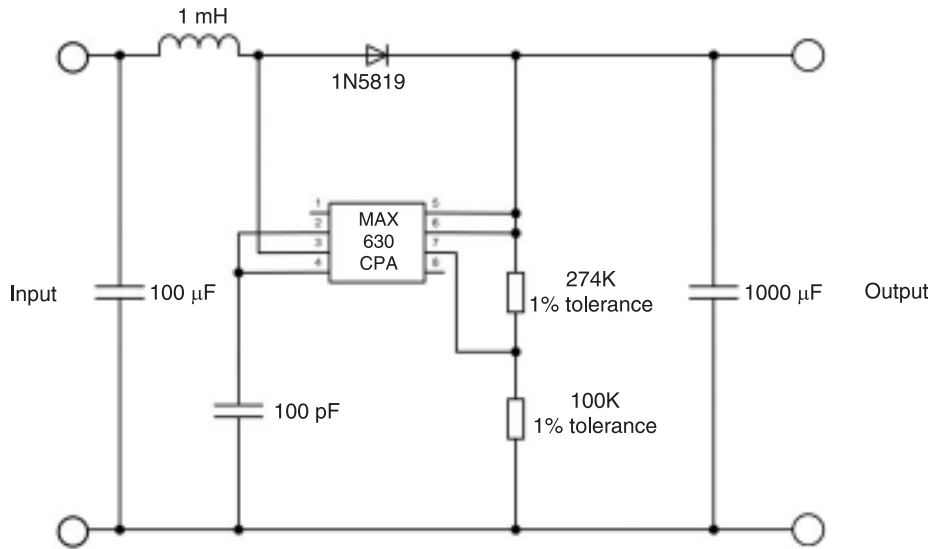 1 mH
1N5819
1
2
3
4
MAX
630
CPA
5
6
7
8
Input
100 μF
274K
1% tolerance
1000 μF
Output
100 pF
100K
1% tolerance